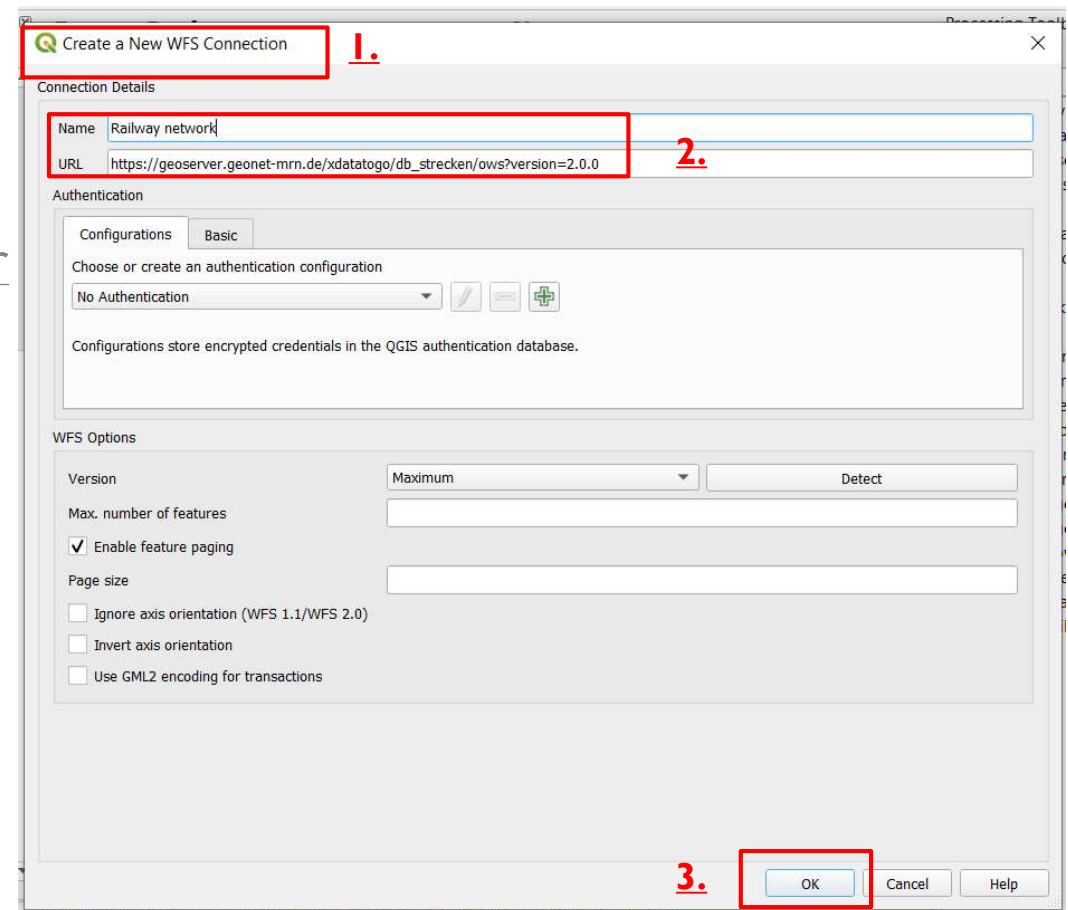 Processing Tool
Create a New WFS Connection
1.
Connection Details
Name Railway network
URL https://geoserver.geonet-mrn.de/xdatatogo/db_strecken/ows?version=2.0.0
2.
Authentication
Configurations Basic
Choose or create an authentication configuration
No Authentication
Configurations store encrypted credentials in the QGIS authentication database.
WFS Options
Version Maximum Detect
Max. number of features
Enable feature paging
Page size
Ignore axis orientation (WFS 1.1/WFS 2.0)
Invert axis orientation
Use GML2 encoding for transactions
3.
OK Cancel Help